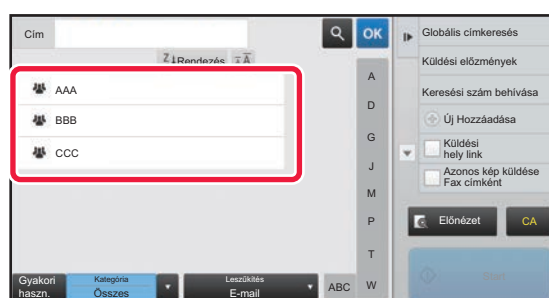 Cím
OK
Z↓Rendezés
AAA
BBB
CCC
A
D
G
J
M
P
T
W
Gyakori
haszn.
Kategória
Összes
Leszűkítés
E-mail
ABC
Globális címkeresés
Küldési előzmények
Keresési szám behívása
Új Hozzáadása
Küldési
hely link
Azonos kép küldése
Fax címként
Előnézet
CA
Start